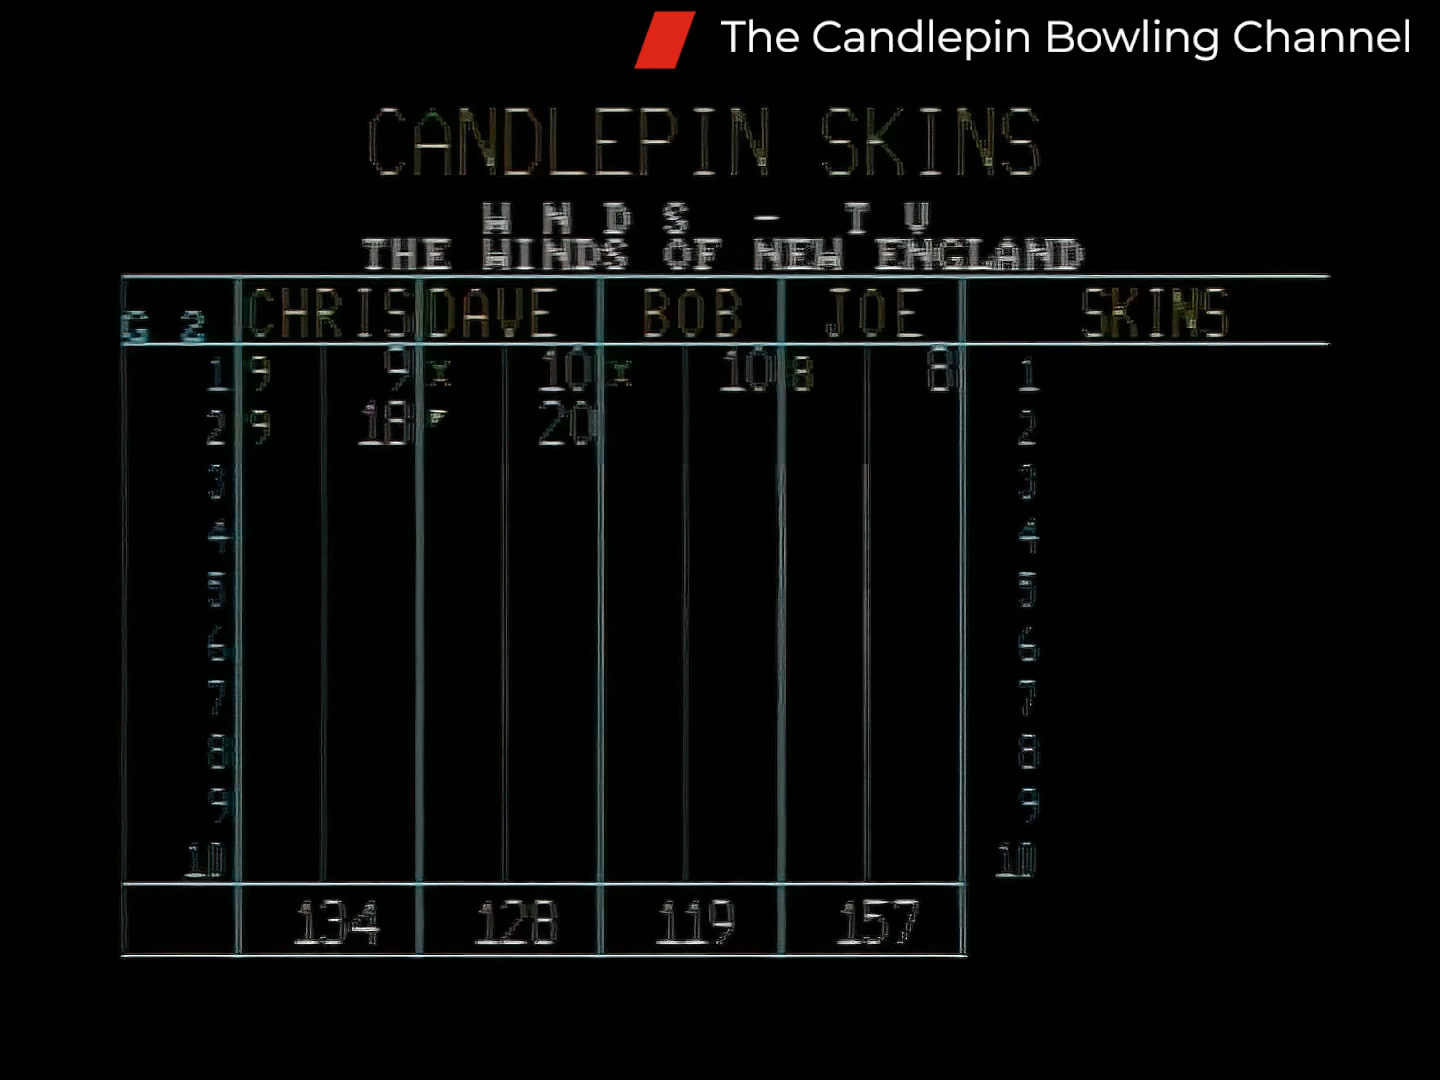 The Candlepin Bowling Channel
CANDLEPIN SKINS
W N D S - T V
THE WINDS OF NEW ENGLAND
G 2 CHRIS DAVE BOB JOE SKINS
1 9 9 10 10 8 8 1
2 9 18 20 2
3 3
4 4
5 5
6 6
7 7
8 8
9 9
10 10
134 128 119 157